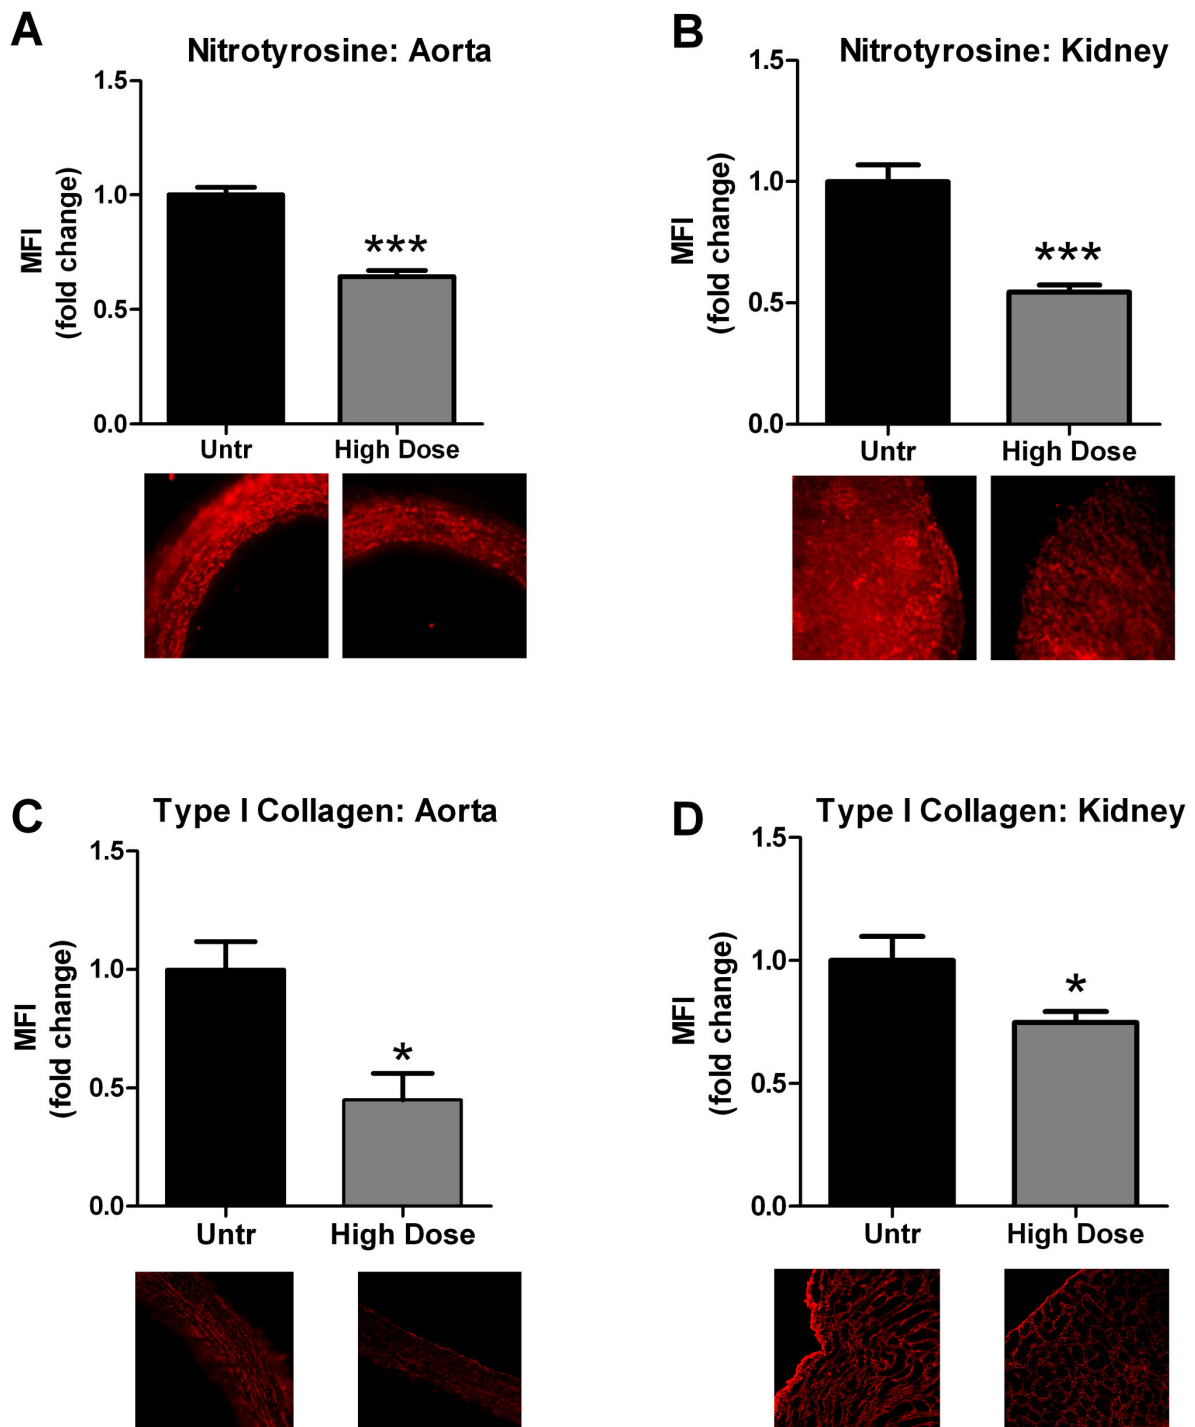 A
Nitrotyrosine: Aorta
MFI
(fold change)
1.5
1.0
0.5
0.0
***
Untr
High Dose
B
Nitrotyrosine: Kidney
MFI
(fold change)
1.5
1.0
0.5
0.0
***
Untr
High Dose
C
Type I Collagen: Aorta
MFI
(fold change)
1.5
1.0
0.5
0.0
*
Untr
High Dose
D
Type I Collagen: Kidney
MFI
(fold change)
1.5
1.0
0.5
0.0
*
Untr
High Dose